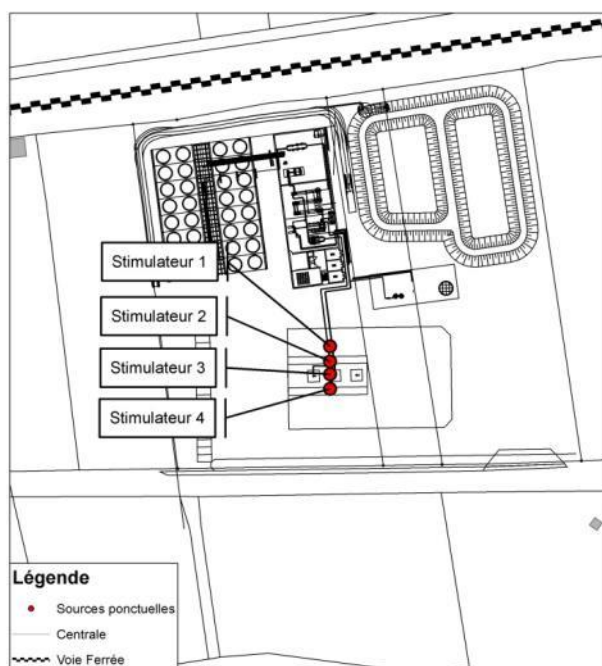 Stimulateur 1
Stimulateur 2
Stimulateur 3
Stimulateur 4
Légende
Sources ponctuelles
Centrale
Voie Ferrée